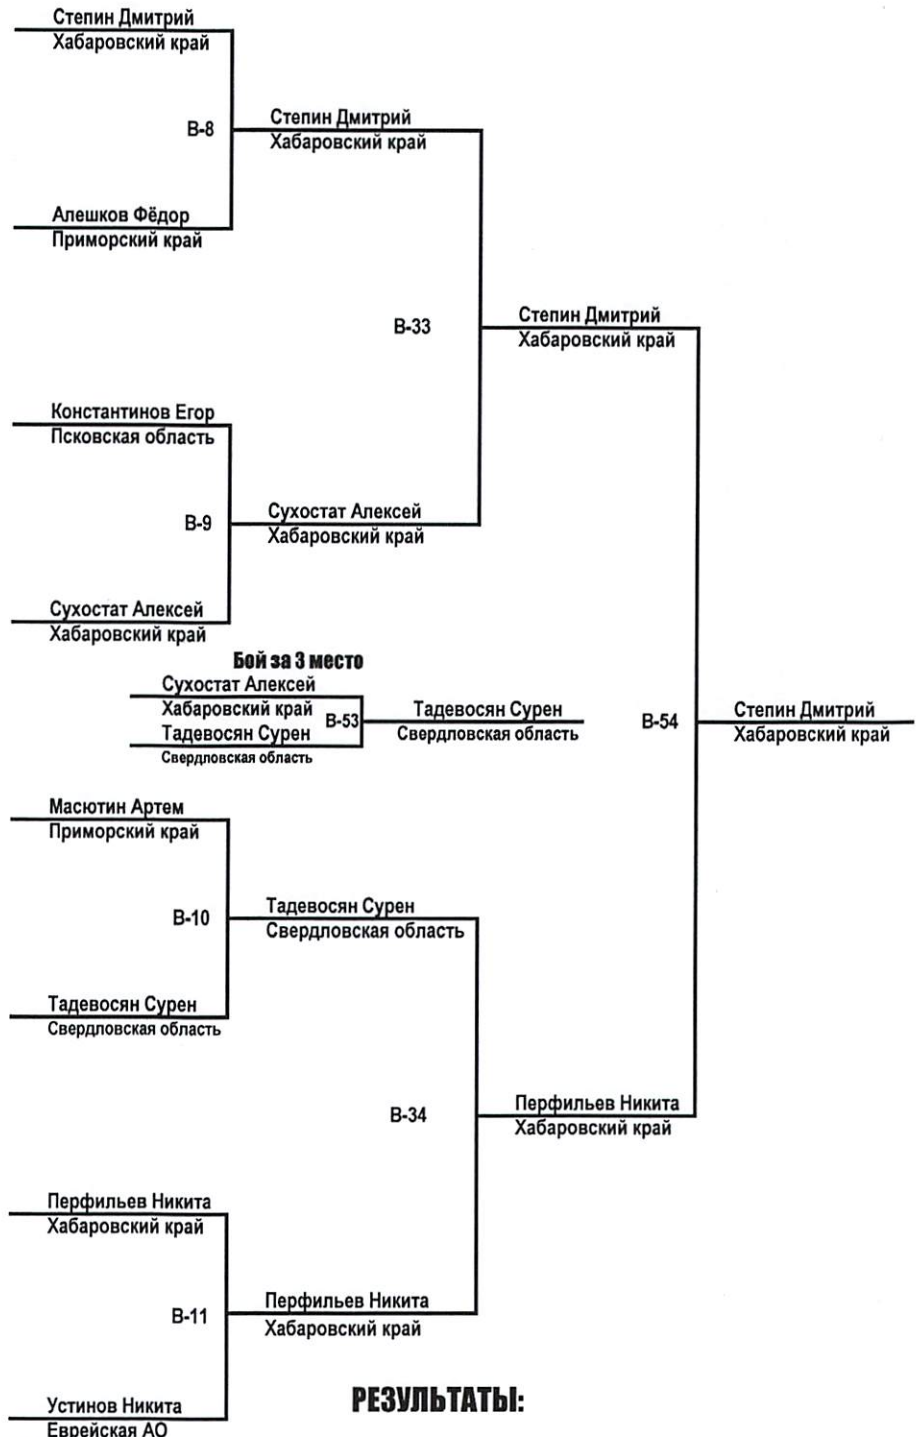 Степин Дмитрий
Хабаровский край
В-8
Степин Дмитрий
Хабаровский край
Алешков Фёдор
Приморский край
В-33
Степин Дмитрий
Хабаровский край
Константинов Егор
Псковская область
В-9
Сухостат Алексей
Хабаровский край
Сухостат Алексей
Хабаровский край
Бой за 3 место
Сухостат Алексей
Хабаровский край
В-53
Тадевосян Сурен
Свердловская область
Тадевосян Сурен
Свердловская область
В-54
Степин Дмитрий
Хабаровский край
Масютин Артем
Приморский край
В-10
Тадевосян Сурен
Свердловская область
Тадевосян Сурен
Свердловская область
В-34
Перфильев Никита
Хабаровский край
Перфильев Никита
Хабаровский край
В-11
Перфильев Никита
Хабаровский край
РЕЗУЛЬТАТЫ:
Устинов Никита
Еврейская АО